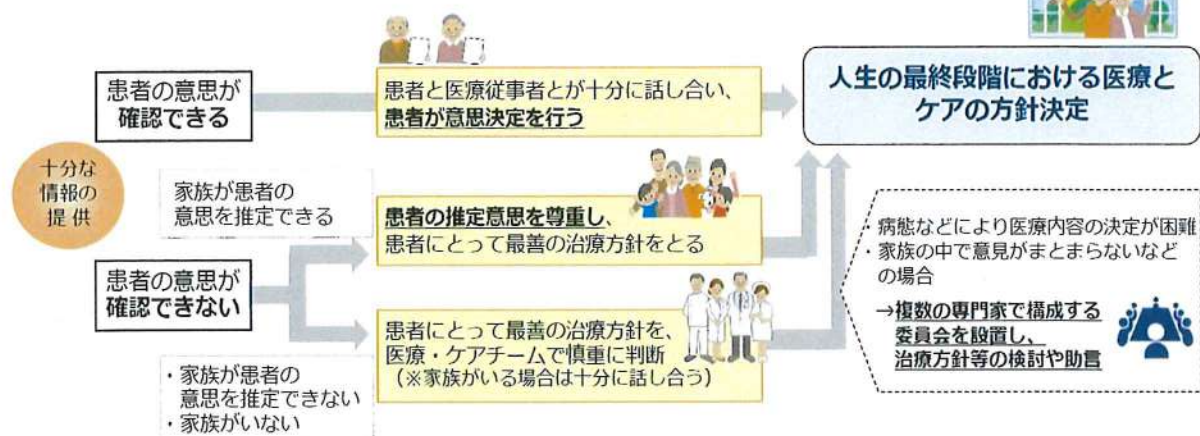 患者の意思が
確認できる
患者と医療従事者とが十分に話し合い、
患者が意思決定を行う
人生の最終段階における医療と
ケアの方針決定
十分な
情報の
提供
家族が患者の
意思を推定できる
患者の推定意思を尊重し、
患者にとって最善の治療方針をとる
患者の意思が
確認できない
患者にとって最善の治療方針を、
医療・ケアチームで慎重に判断
（※家族がいる場合は十分に話し合う）
・家族が患者の
意思を推定できない
・家族がいない
・病態などにより医療内容の決定が困難
・家族の中で意見がまとまらないなど
の場合
→複数の専門家で構成する
委員会を設置し、
治療方針等の検討や助言